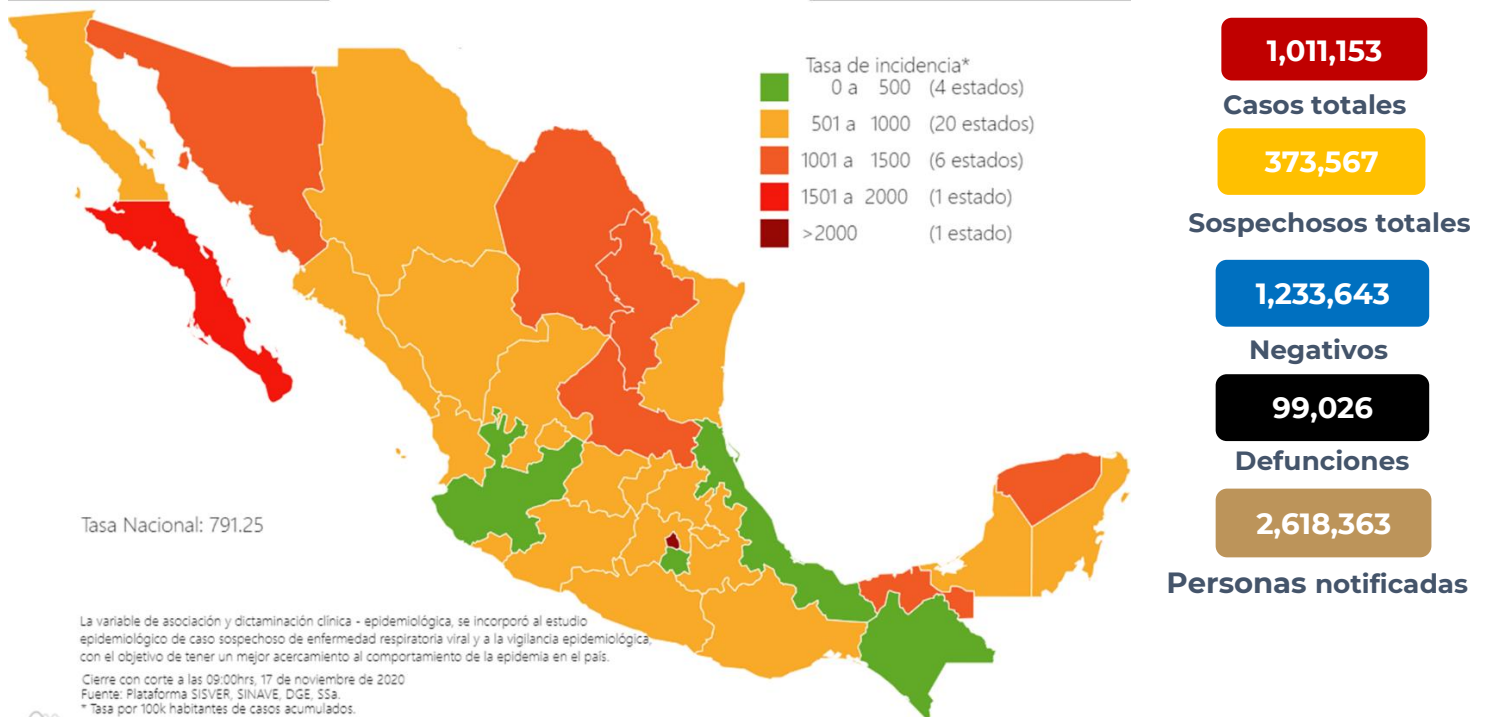 Tasa de incidencia*
0 a 500 (4 estados)
501 a 1000 (20 estados)
1001 a 1500 (6 estados)
1501 a 2000 (1 estado)
>2000 (1 estado)
Tasa Nacional: 791.25
La variable de asociación y dictaminación clínica - epidemiológica, se incorporó al estudio
epidemiológico de caso sospechoso de enfermedad respiratoria viral y a la vigilancia epidemiológica,
con el objetivo de tener un mejor acercamiento al comportamiento de la epidemia en el país.
Cierre con corte a las 09:00hrs, 17 de noviembre de 2020
Fuente: Plataforma SISVER, SINAVE, DGE, SSa.
* Tasa por 100k habitantes de casos acumulados.
1,011,153
Casos totales
373,567
Sospechosos totales
1,233,643
Negativos
99,026
Defunciones
2,618,363
Personas notificadas